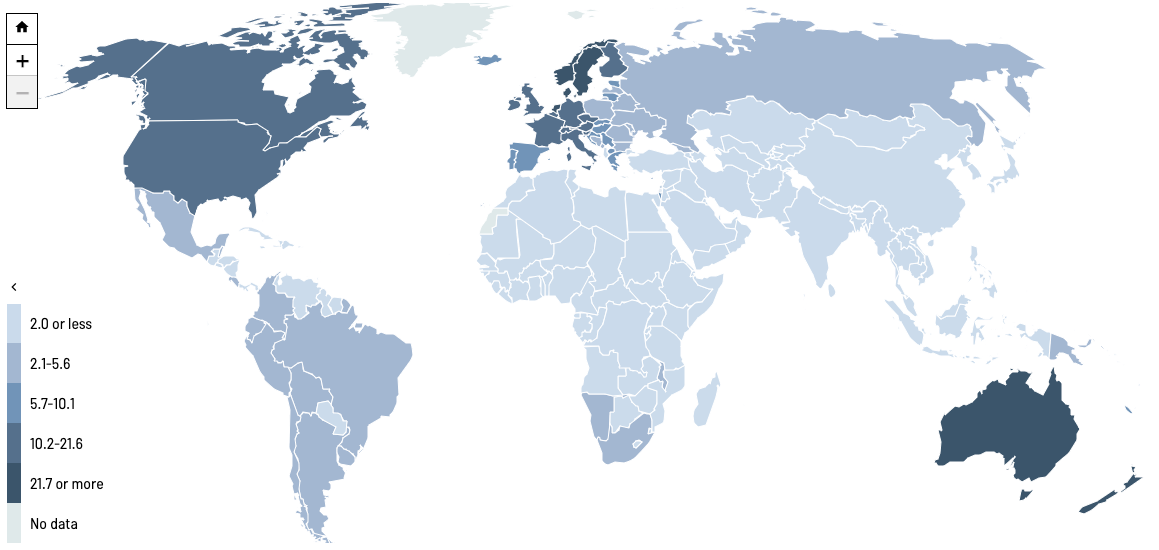 2.0 or less
2.1-5.6
5.7-10.1
10.2-21.6
21.7 or more
No data